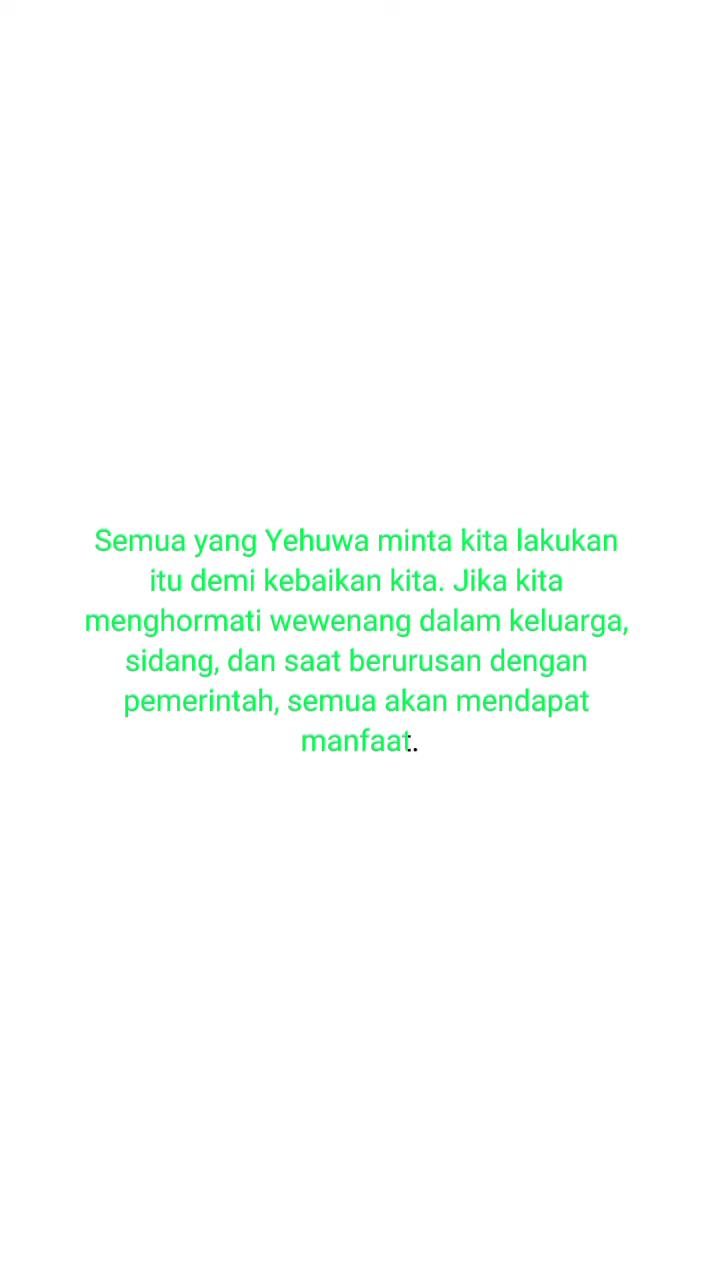 Semua yang Yehuwa minta kita lakukan
itu demi kebaikan kita. Jika kita
menghormati wewenang dalam keluarga,
sidang, dan saat berurusan dengan
pemerintah, semua akan mendapat
manfaat..